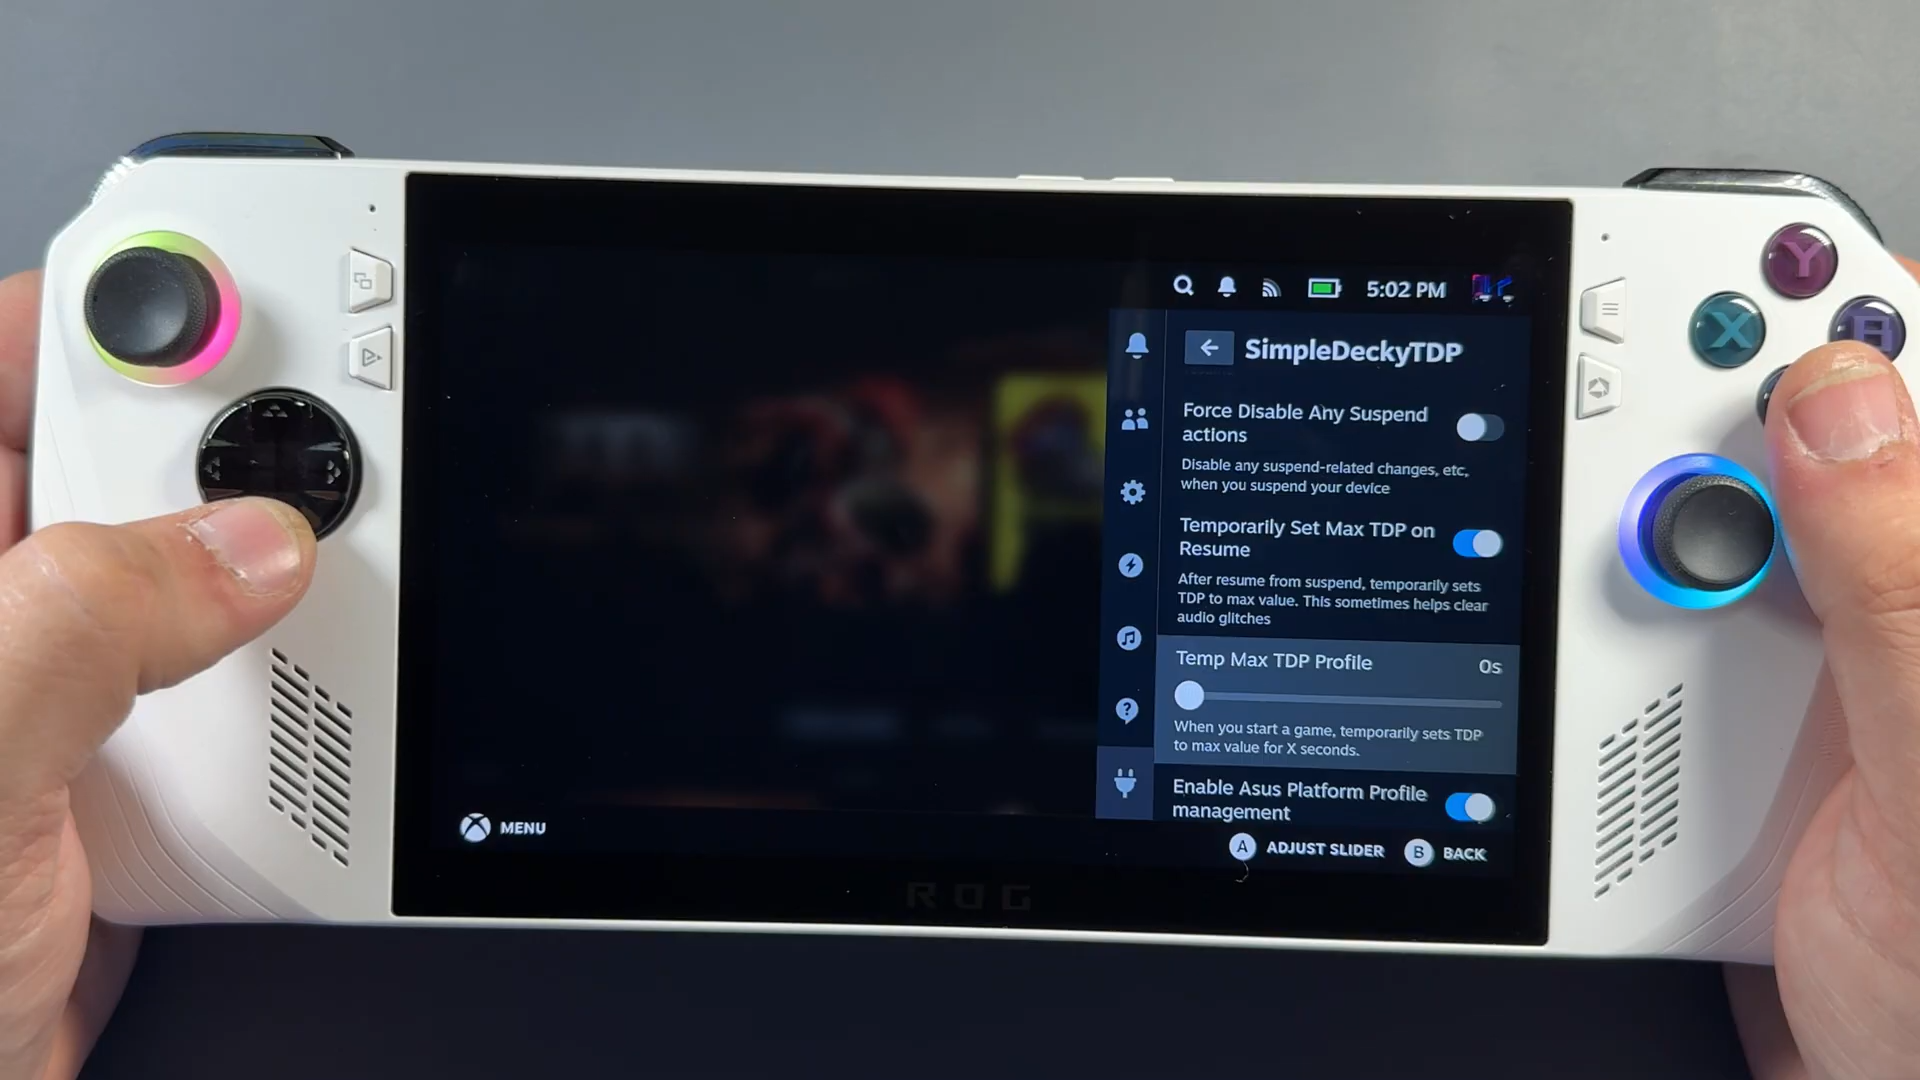 5:02 PM
SimpleDeckyTDP
Force Disable Any Suspend
actions
Disable any suspend-related changes, etc,
when you suspend your device
Temporarily Set Max TDP on
Resume
After resume from suspend, temporarily sets
TDP to max value. This sometimes helps clear
audio glitches
Temp Max TDP Profile
0s
When you start a game, temporarily sets TDP
to max value for X seconds.
Enable Asus Platform Profile
management
MENU
A ADJUST SLIDER B BACK
ROG
Y
X
B